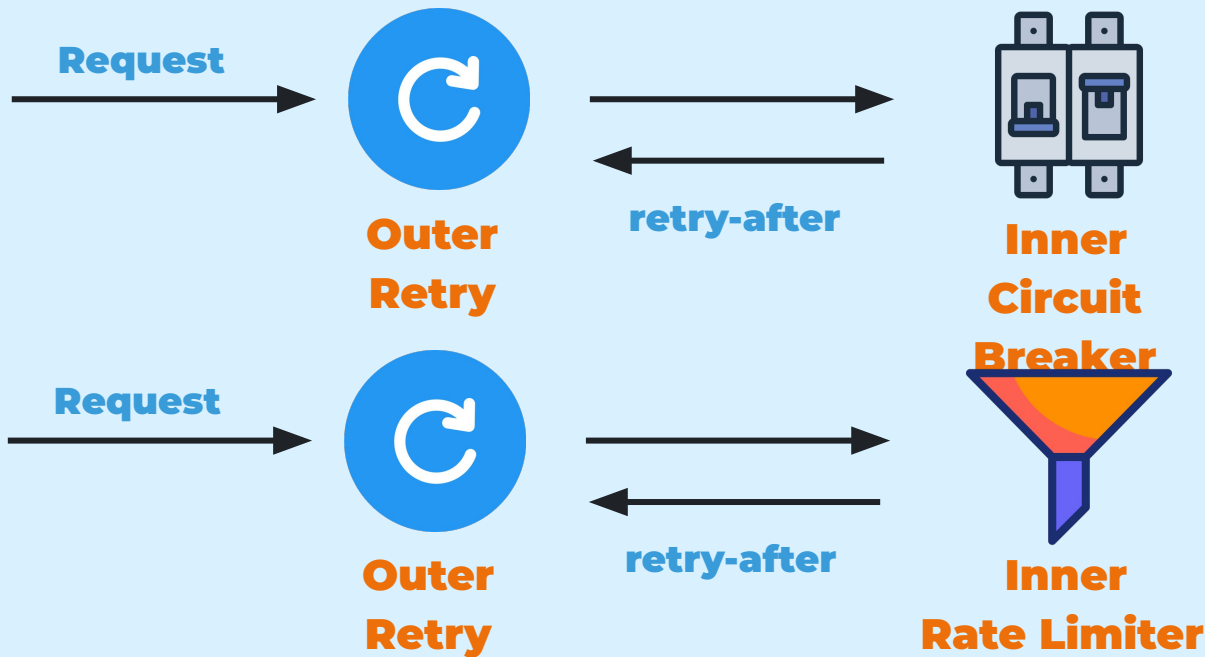 Request
Outer
Retry
retry-after
Inner
Circuit
Breaker
Request
Outer
Retry
retry-after
Inner
Rate Limiter